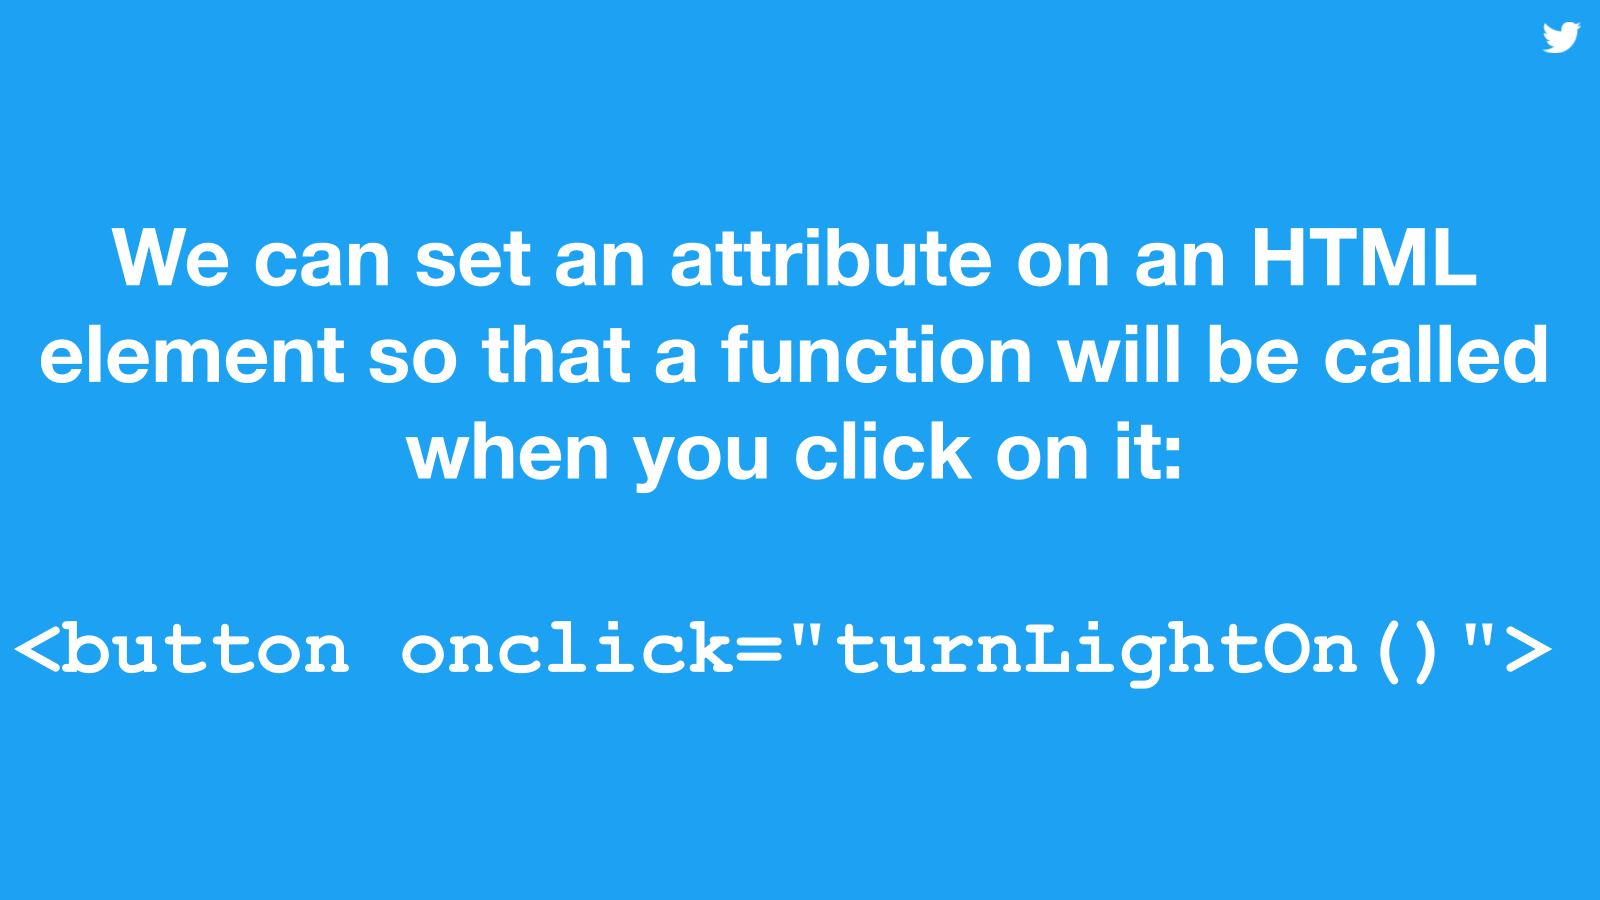 We can set an attribute on an HTML
element so that a function will be called
when you click on it:
<button onclick="turnLightOn()">